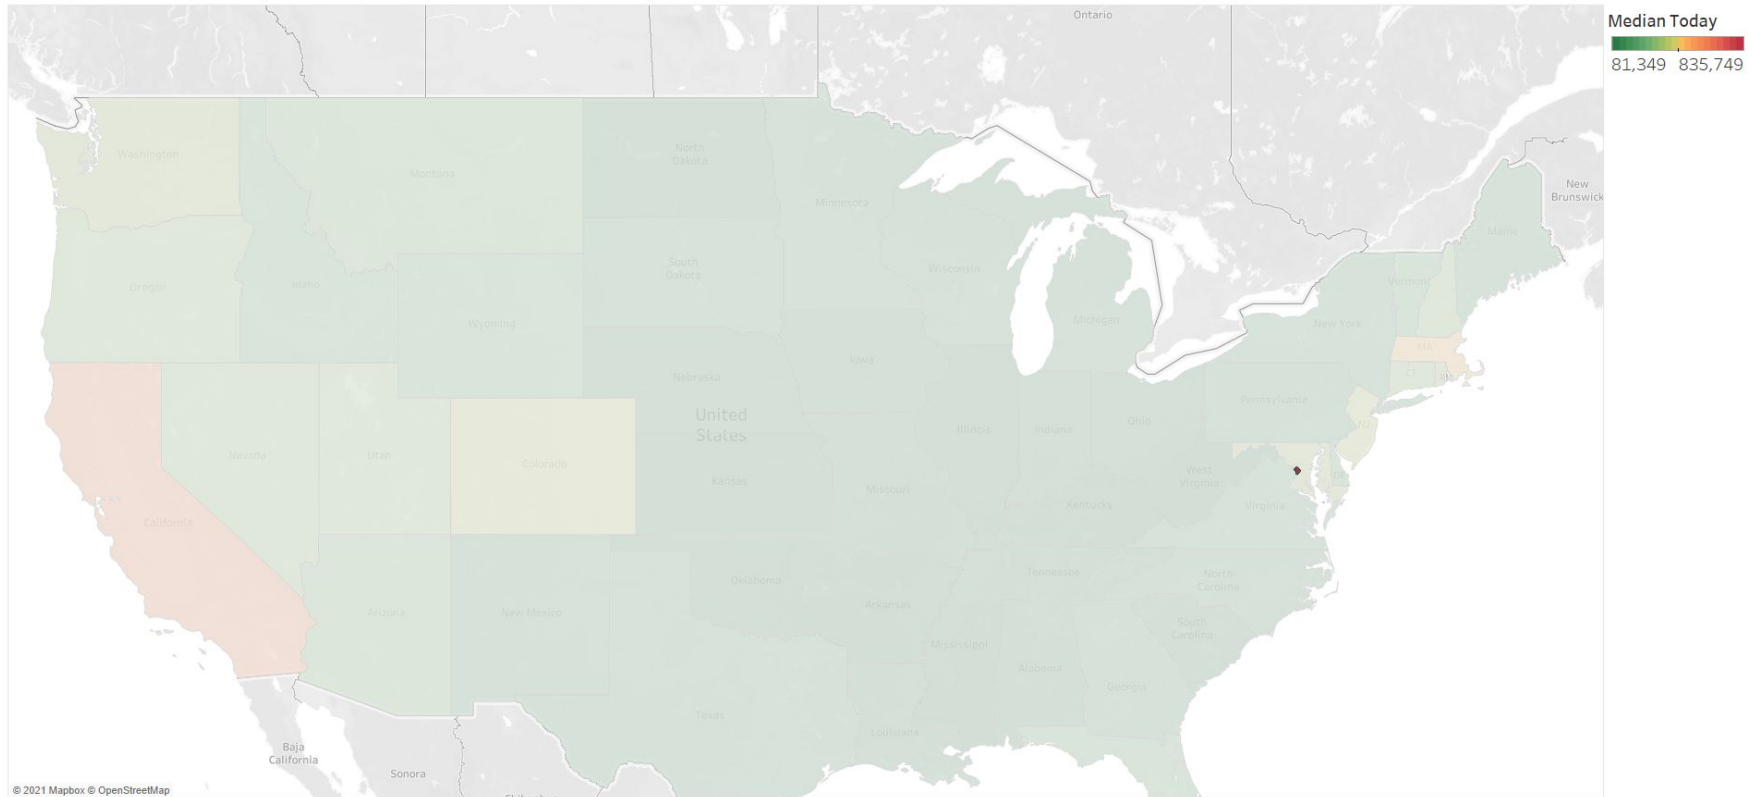 Ontario
Median Today
81,349 835,749
New
Brunswick
Washington
Montana
North
Dakota
Minnesota
Maine
Oregon
Idaho
South
Dakota
Wisconsin
Vermont
Wyoming
Michigan
New York
MA
CT
Iowa
Nebraska
Pennsylvania
United
States
Illinois
Indiana
Ohio
NJ
Nevada
Utah
Colorado
Kansas
Missouri
West
Virginia
Kentucky
Virginia
DE
California
Arizona
New Mexico
Oklahoma
Arkansas
Tennessee
North
Carolina
South
Carolina
Mississippi
Alabama
Georgia
Texas
Louisiana
Baja
California
Sonora
© 2021 Mapbox © OpenStreetMap